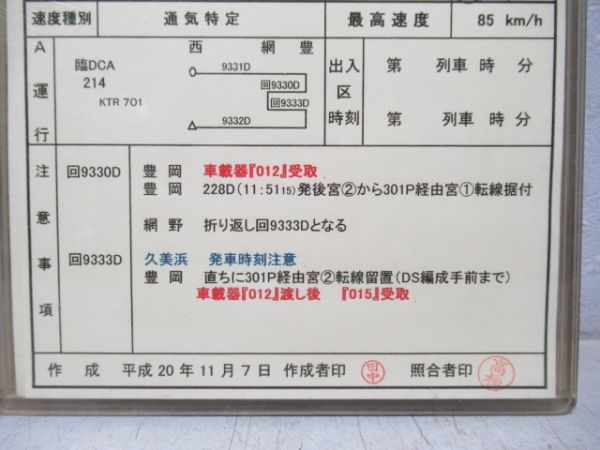 速度種別 通気特定 最高速度 85 km/h
A運行
臨DCA
214
KTR 701
西 網 豊
9331D
回9330D
回9333D
9332D
出入区時刻
第 列車 時 分
第 列車 時 分
注意事項
回9330D 豊岡 車載器『012』受取
豊岡 228D(11:5115)発後宮②から301P経由宮①転線据付
網野 折り返し回9333Dとなる
回9333D 久美浜 発車時刻注意
豊岡 直ちに301P経由宮②転線留置(DS編成手前まで)
車載器『012』渡し後 『015』受取
作成 平成20年11月7日 作成者印 田中 照合者印 高橋